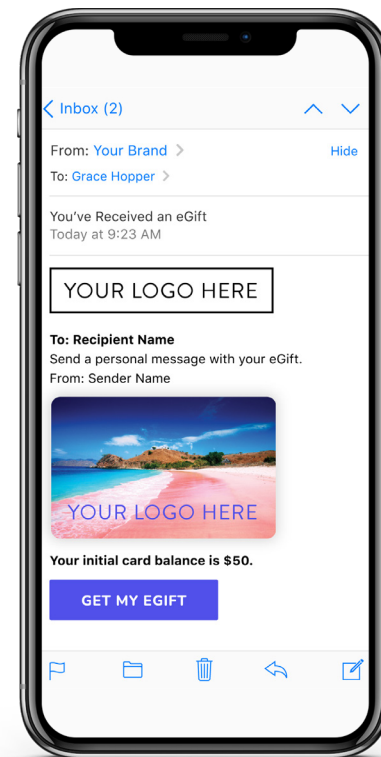 Inbox (2)
From: Your Brand
Hide
To: Grace Hopper
You've Received an eGift
Today at 9:23 AM
YOUR LOGO HERE
To: Recipient Name
Send a personal message with your eGift.
From: Sender Name
YOUR LOGO HERE
Your initial card balance is $50.
GET MY EGIFT